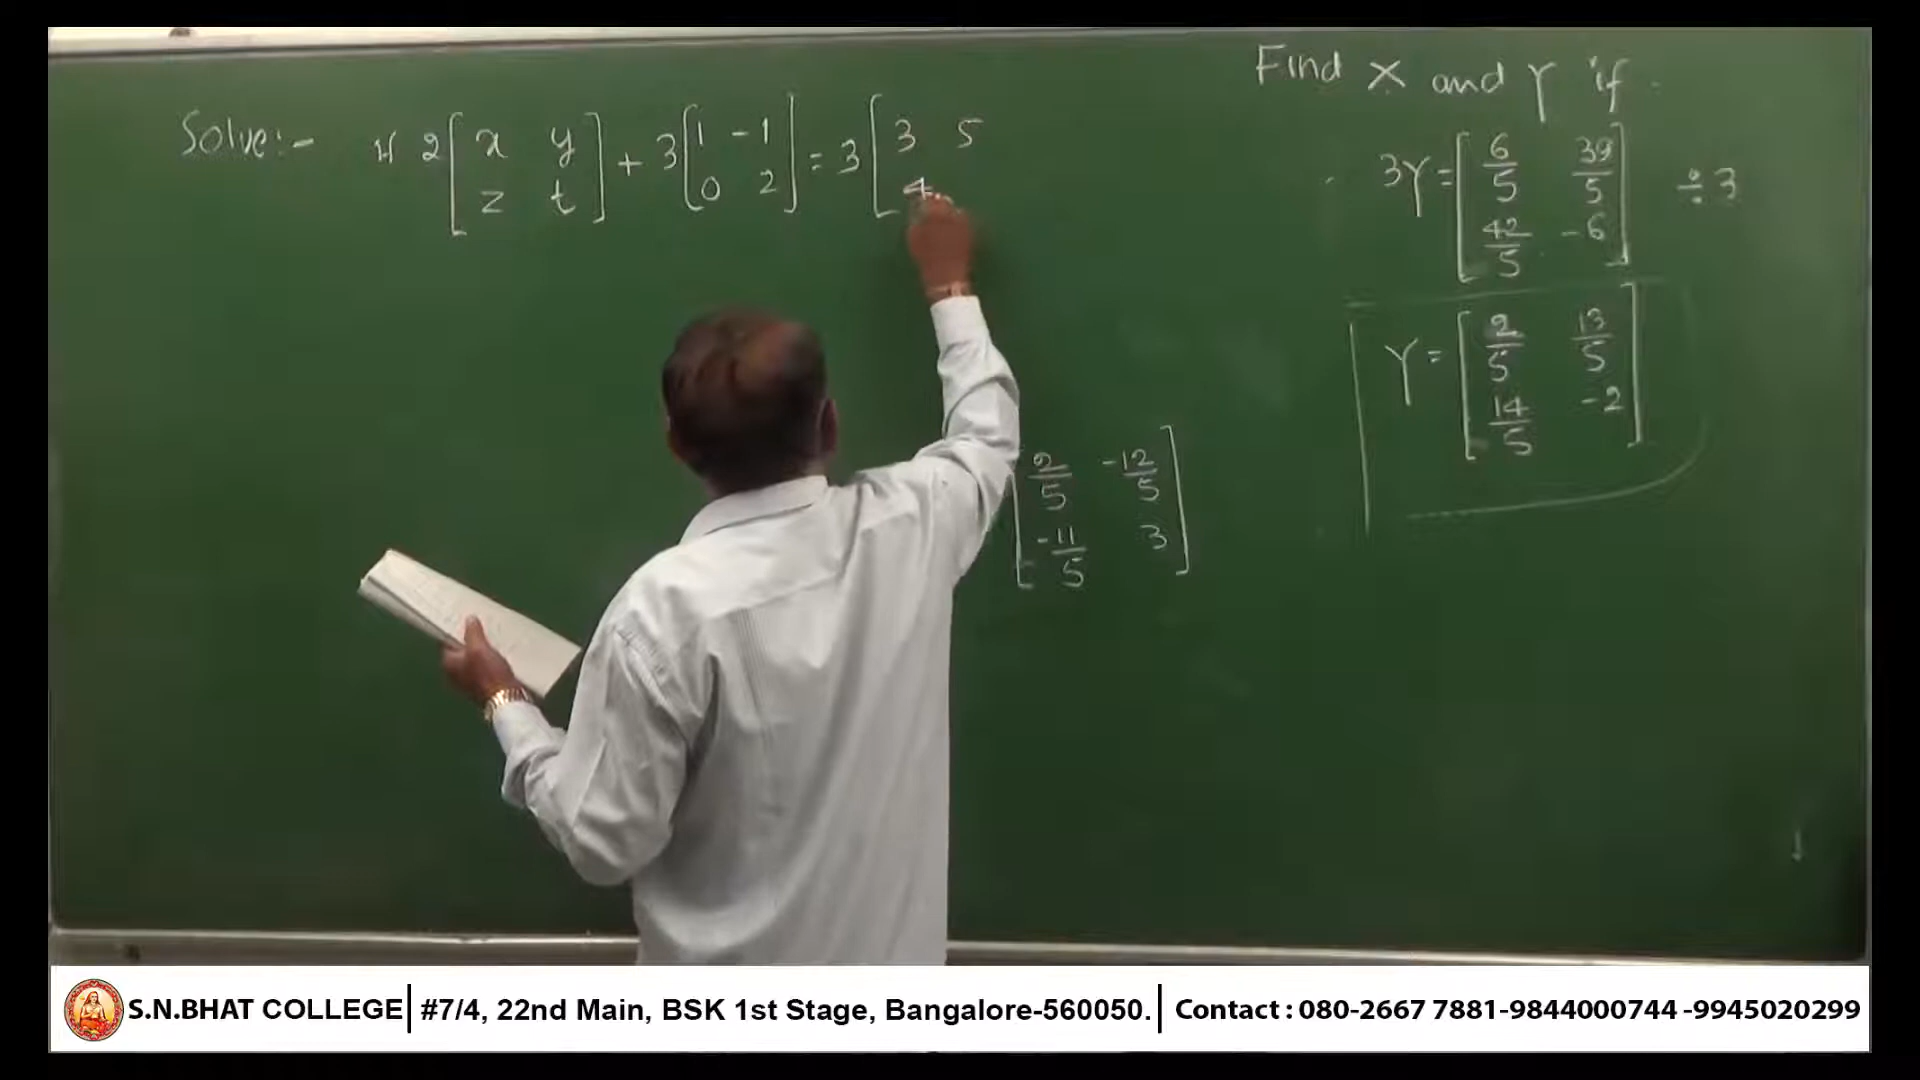 Solve:- If 2[x y z t] + 3[1 -1 0 2] = 3[3 5 4
2/5 -12/5
-11/5 3
Find X and Y if
3Y = [6/5 39/5 42/5 -6] ÷3
Y = [2/5 13/5 14/5 -2]
S.N.BHAT COLLEGE #7/4, 22nd Main, BSK 1st Stage, Bangalore-560050. Contact : 080-2667 7881-9844000744 -9945020299